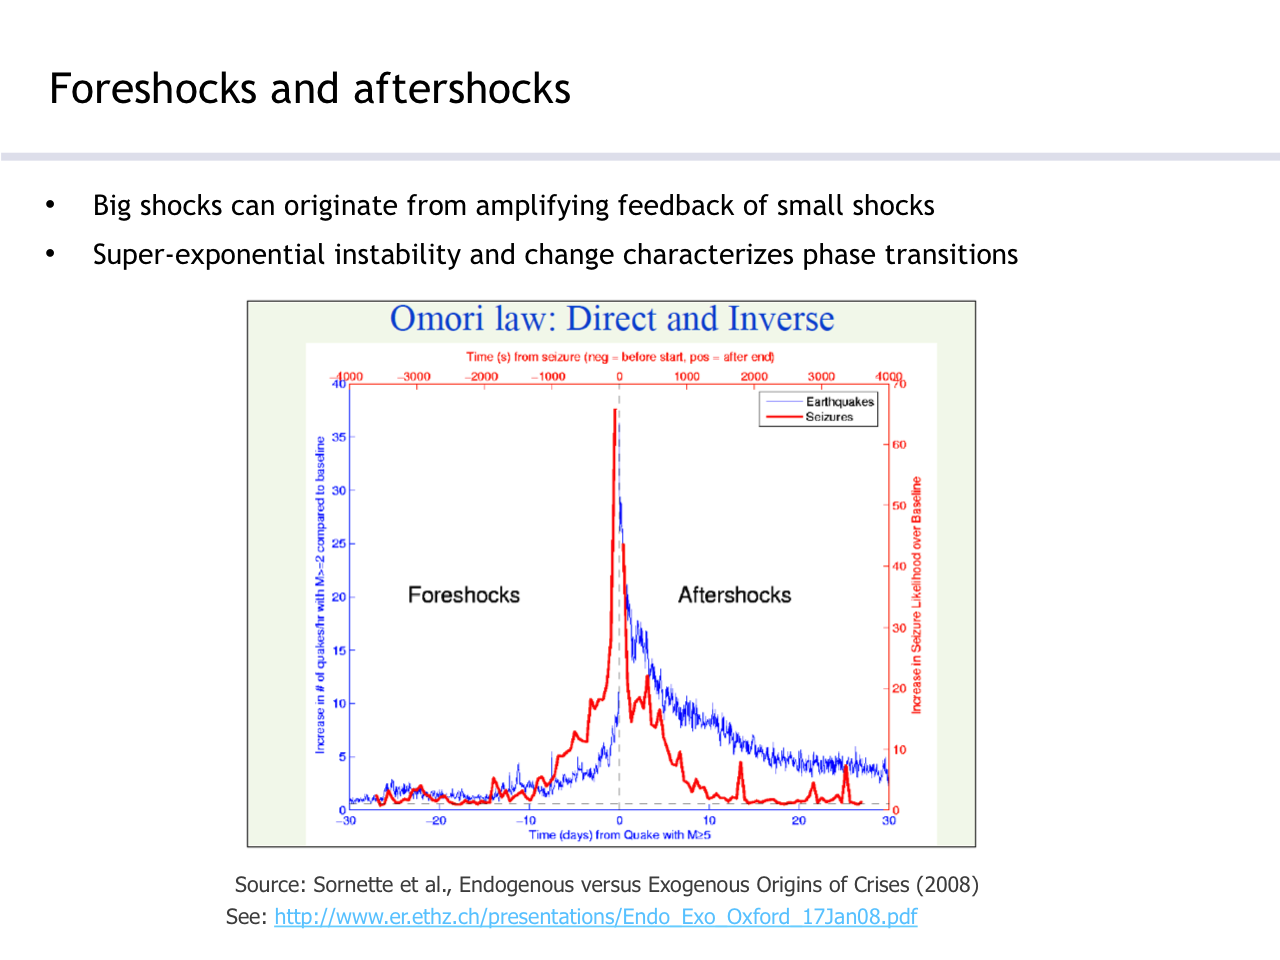 Foreshocks and aftershocks
• Big shocks can originate from amplifying feedback of small shocks
• Super-exponential instability and change characterizes phase transitions
Omori law: Direct and Inverse
Time (s) from seizure (neg = before start, pos = after end)
−4000 −3000 −2000 −1000 0 1000 2000 3000 4000
40 35 30 25 20 15 10 5 0
Increase in # of quakes/hr with M>=2 compared to baseline
Earthquakes
Seizures
Foreshocks
Aftershocks
70 60 50 40 30 20 10 0
Increase in Seizure Likelihood over Baseline
−30 −20 −10 0 10 20 30
Time (days) from Quake with M≥5
Source: Sornette et al., Endogenous versus Exogenous Origins of Crises (2008)
See: http://www.er.ethz.ch/presentations/Endo_Exo_Oxford_17Jan08.pdf